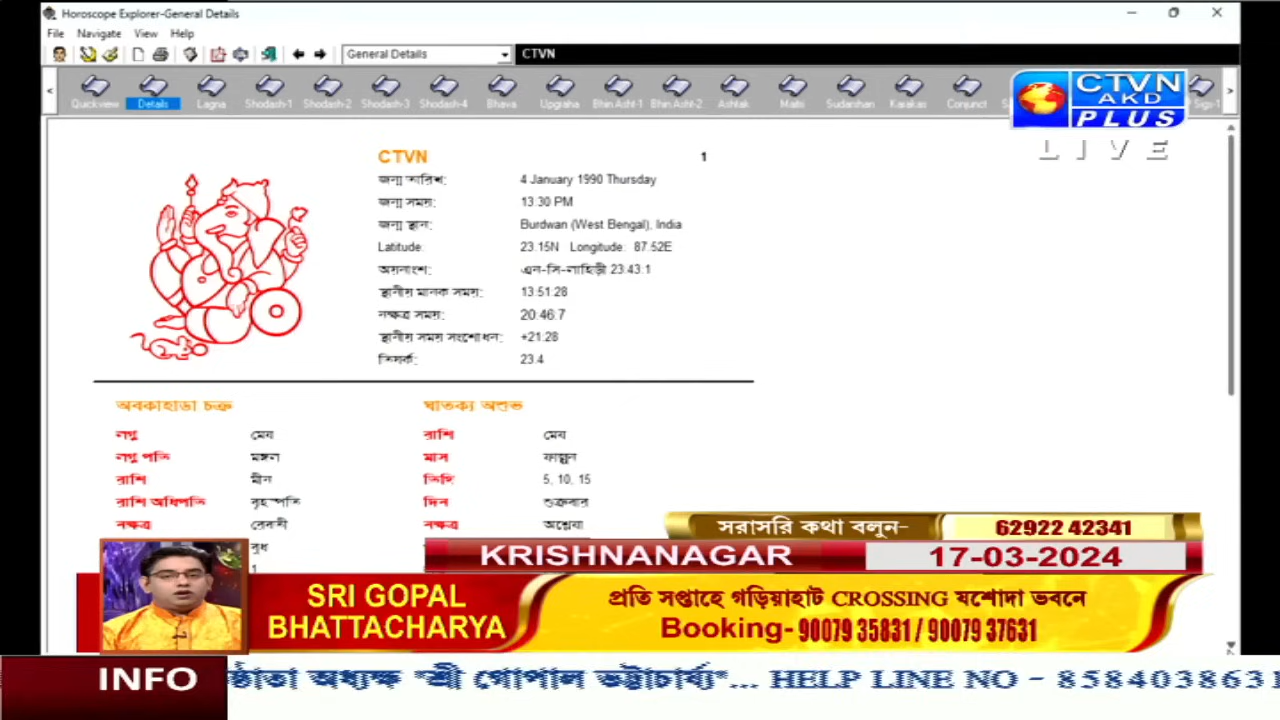 Horoscope Explorer-General Details
File Navigate View Help
General Details CTVN
Quickview Details Lagna Shodash-1 Shodash-2 Shodash-3 Shodash-4 Bhava Upgraha Bhin.Asht-1 Bhin.Asht-2 Ashtak Maitri Sudarshan Karakas Conjunct Sigs-1
CTVN AKD PLUS
LIVE
CTVN 1
জন্ম তারিখ: 4 January 1990 Thursday
জন্ম সময়: 13.30 PM
জন্ম স্থান: Burdwan (West Bengal), India
Latitude: 23.15N Longitude: 87.52E
অয়নাংশ: এন-সি-লাহিড়ী 23.43.1
স্থানীয় মানক সময়: 13:51:28
নক্ষত্র সময়: 20:46:7
স্থানীয় সময় সংশোধন: +21:28
তির্যক: 23.4
অবকাহাডা চক্র ঘাতক্য অশুভ
লগ্ন মেষ রাশি মেষ
লগ্ন পতি মঙ্গল মাস ফাল্গুন
রাশি মীন তিথি 5, 10, 15
রাশি অধিপতি বৃহস্পতি দিন শুক্রবার
নক্ষত্র রেবতী নক্ষত্র অশ্লেষা
বুধ
1
সরাসরি কথা বলুন- 62922 42341
KRISHNANAGAR 17-03-2024
SRI GOPAL BHATTACHARYA
প্রতি সপ্তাহে গড়িয়াহাট CROSSING যশোদা ভবনে
Booking- 90079 35831 / 90079 37631
INFO র্ষ্ঠাতা অধ্যক্ষ "শ্রী গোপাল ভট্টাচার্য্য"... HELP LINE NO - 8584038631